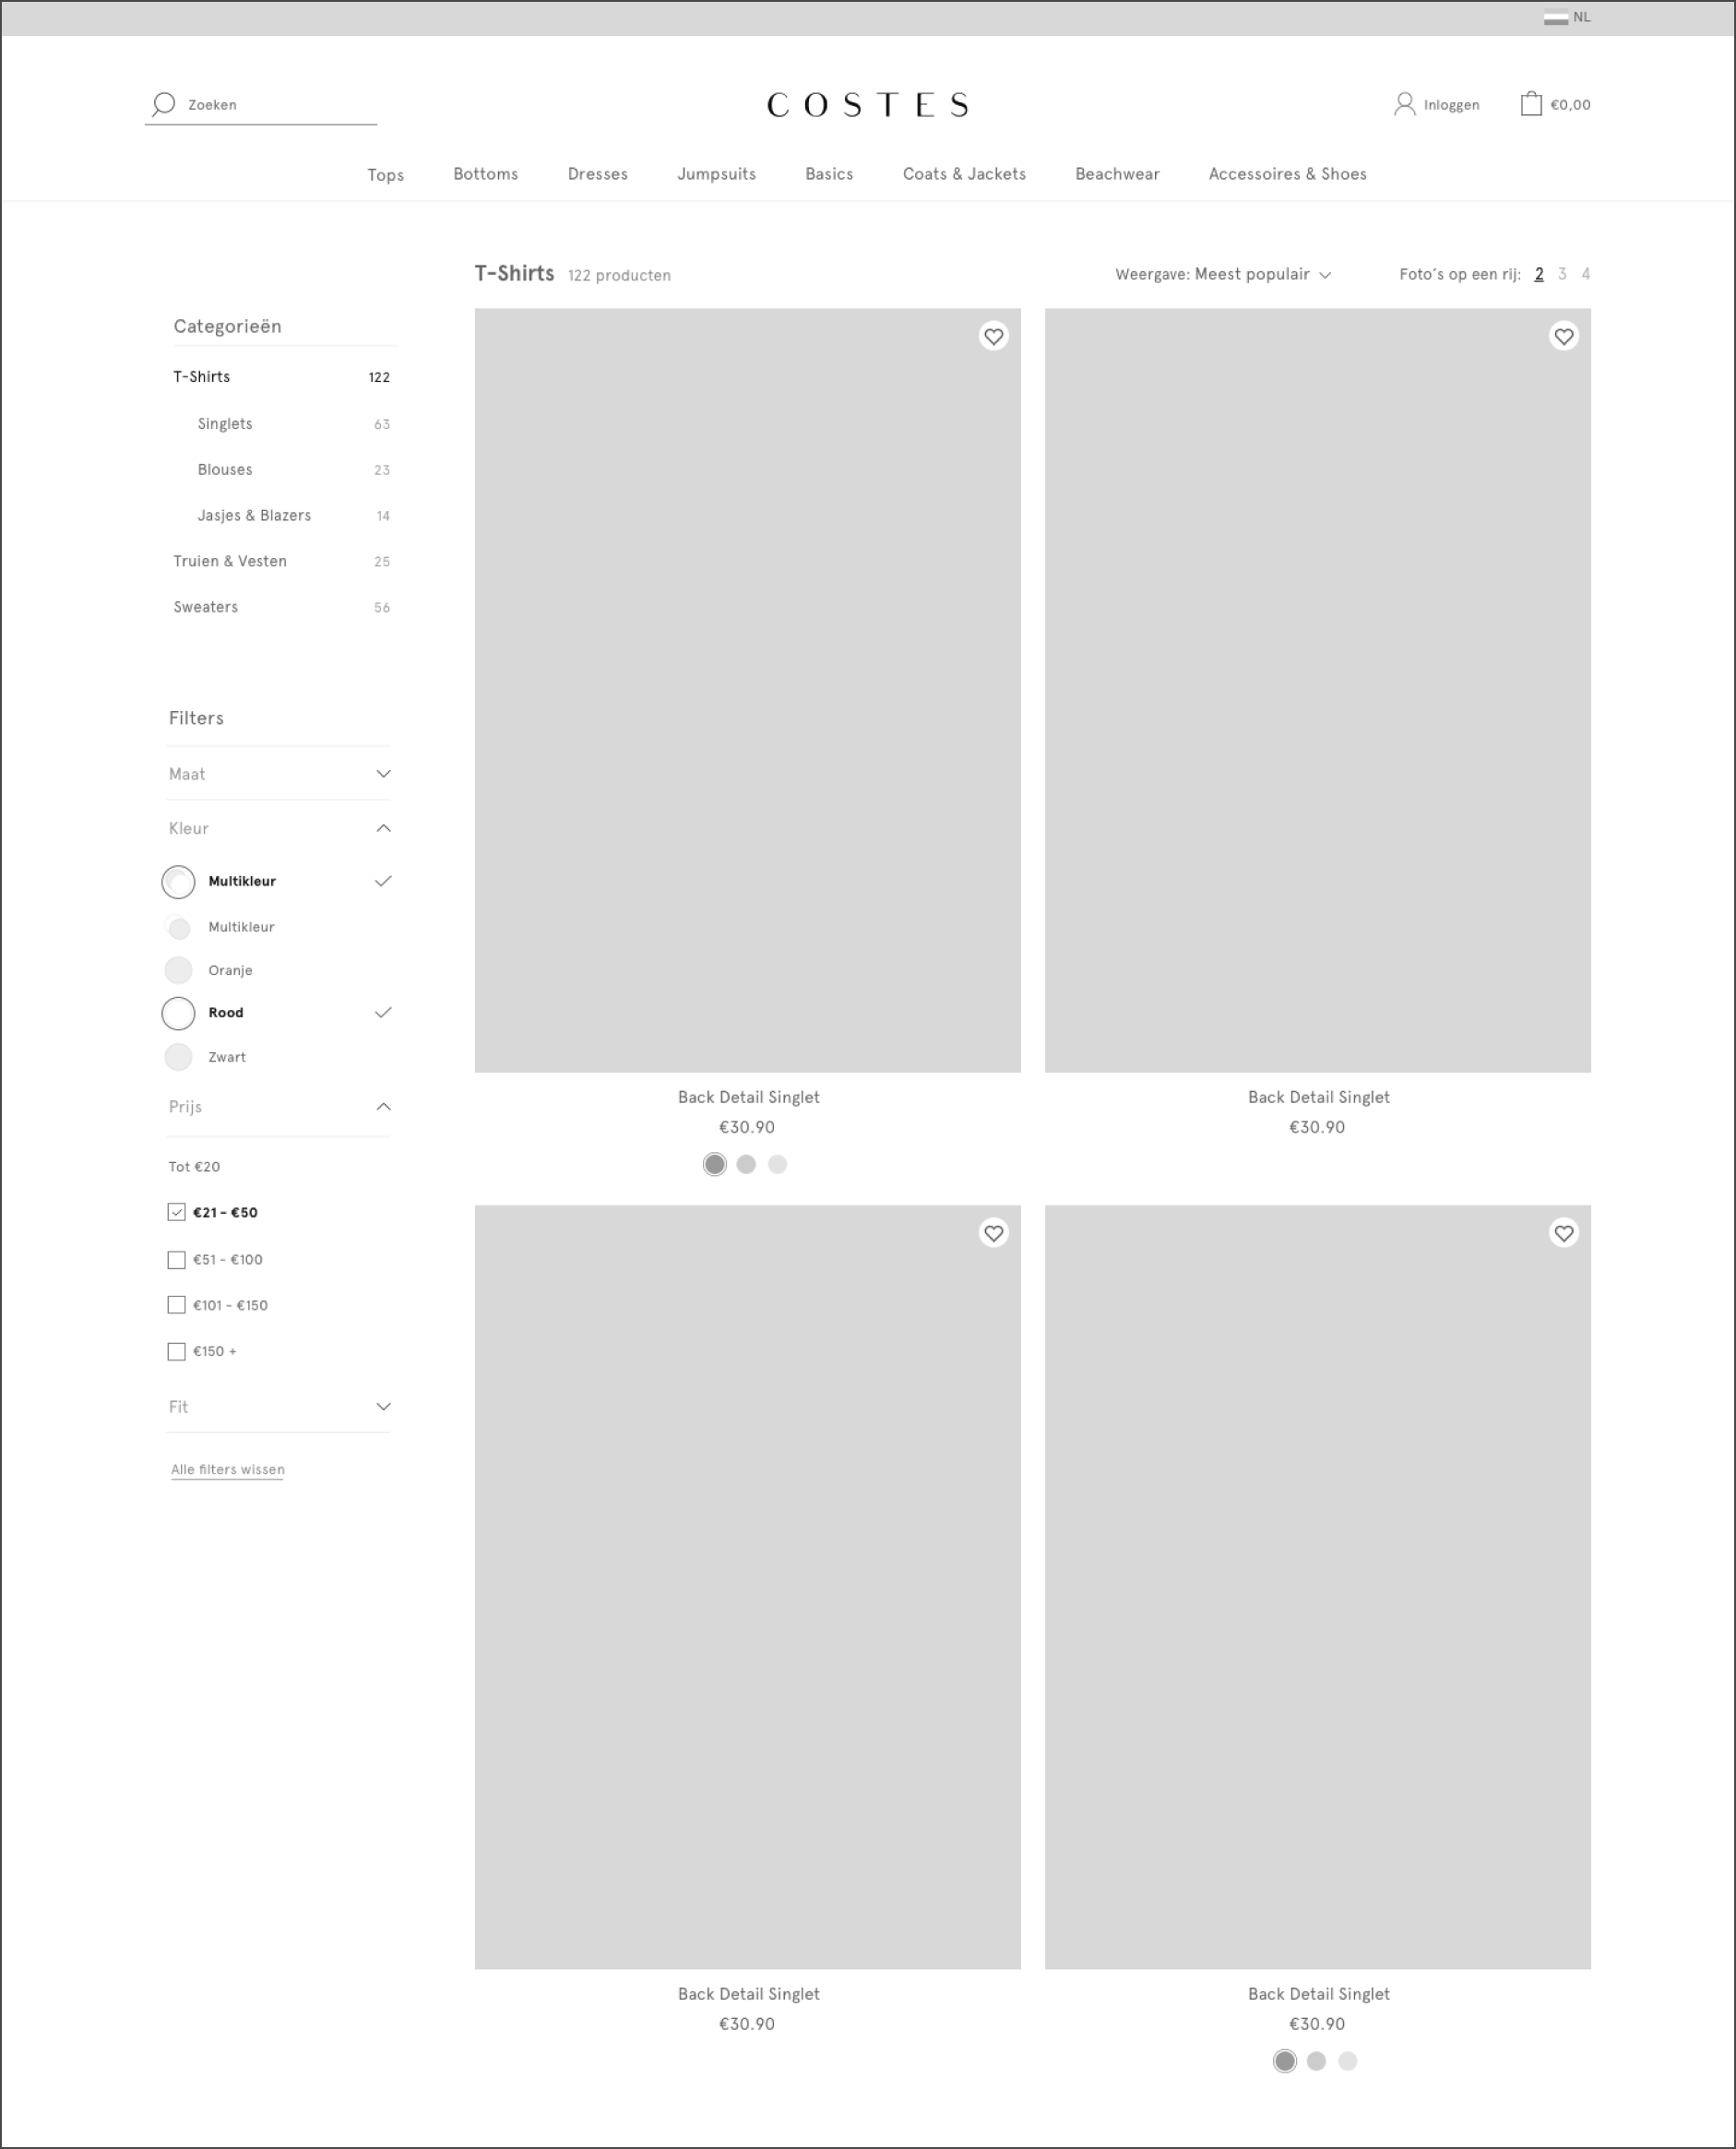 NL
Zoeken
COSTES
Inloggen
€0,00
Tops Bottoms Dresses Jumpsuits Basics Coats & Jackets Beachwear Accessoires & Shoes
T-Shirts 122 producten
Weergave: Meest populair
Foto´s op een rij: 2 3 4
Categorieën
T-Shirts 122
Singlets 63
Blouses 23
Jasjes & Blazers 14
Truien & Vesten 25
Sweaters 56
Filters
Maat
Kleur
Multikleur
Multikleur
Oranje
Rood
Zwart
Prijs
Tot €20
€21 - €50
€51 - €100
€101 - €150
€150 +
Fit
Alle filters wissen
Back Detail Singlet
€30.90
Back Detail Singlet
€30.90
Back Detail Singlet
€30.90
Back Detail Singlet
€30.90